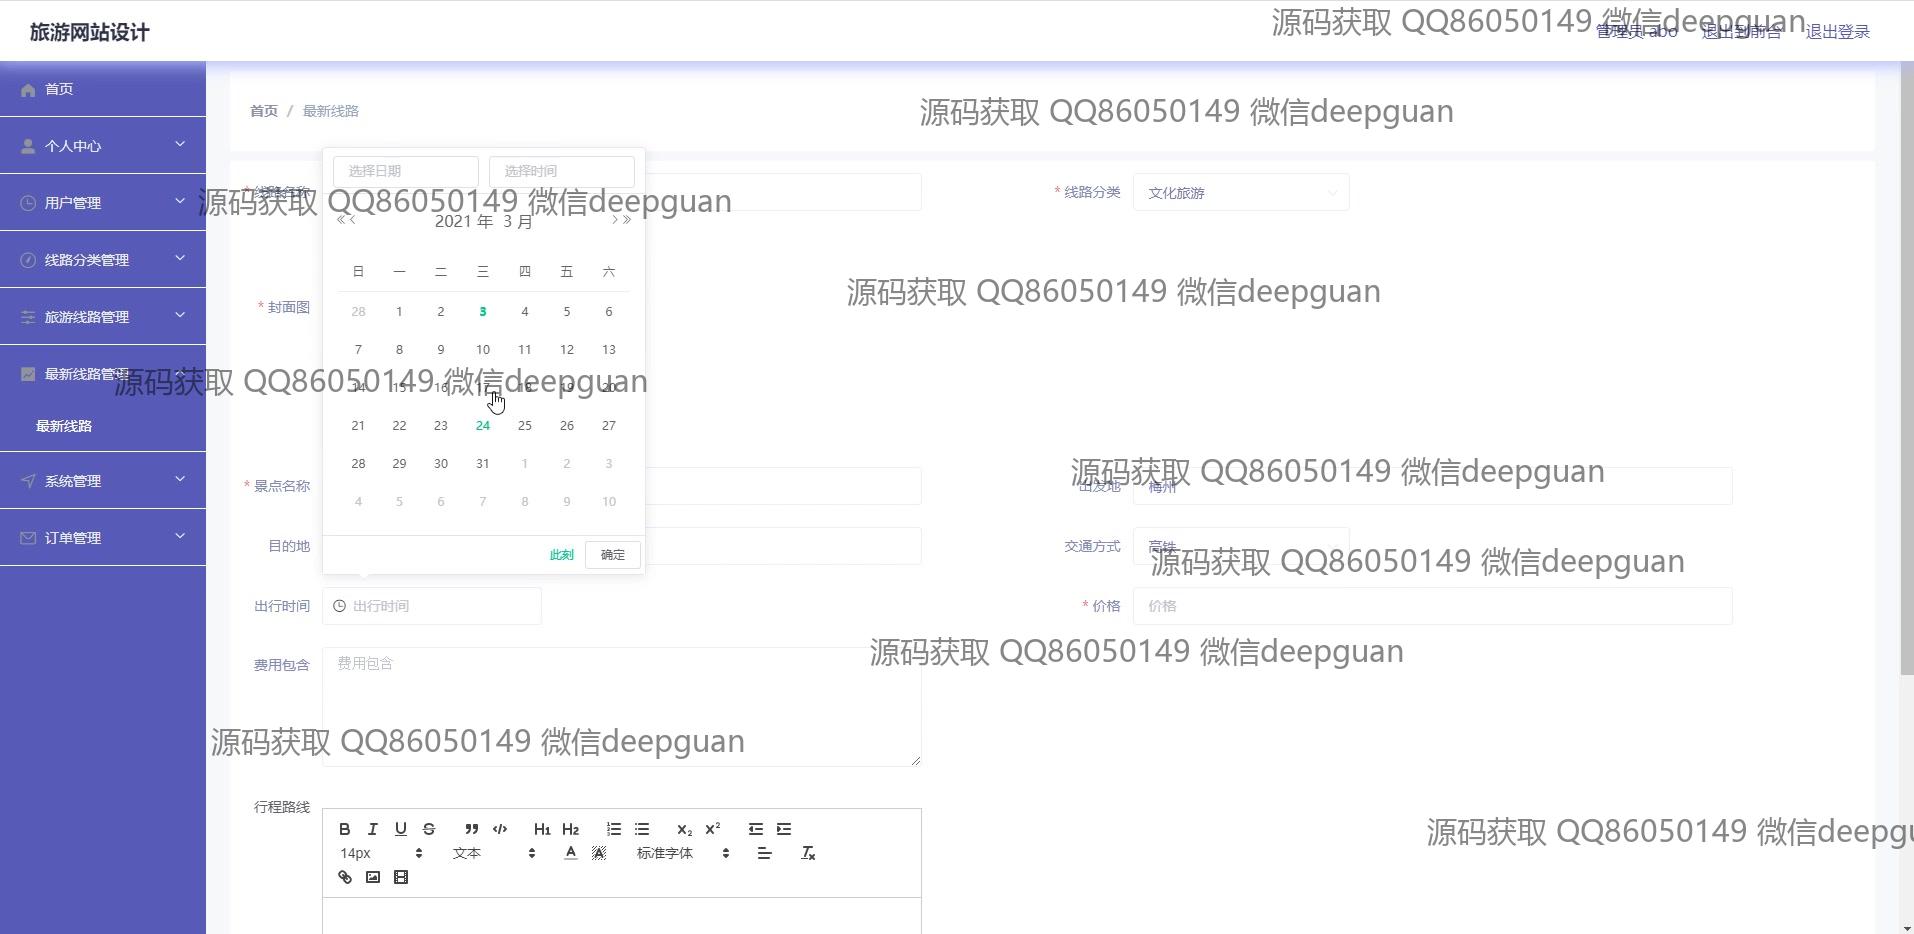 旅游网站设计
管理员 abo 退出到前台 退出登录
源码获取 QQ86050149 微信deepguan
首页
个人中心
用户管理
线路分类管理
旅游线路管理
最新线路管理
最新线路
系统管理
订单管理
首页 / 最新线路
源码获取 QQ86050149 微信deepguan
选择日期 选择时间
* 线路名称
* 线路分类 文化旅游
源码获取 QQ86050149 微信deepguan
2021 年 3 月
日 一 二 三 四 五 六
28 1 2 3 4 5 6
7 8 9 10 11 12 13
14 15 16 17 18 19 20
21 22 23 24 25 26 27
28 29 30 31 1 2 3
4 5 6 7 8 9 10
此刻 确定
* 封面图
源码获取 QQ86050149 微信deepguan
源码获取 QQ86050149 微信deepguan
* 景点名称
出发地 梅州
源码获取 QQ86050149 微信deepguan
目的地
交通方式 高铁
源码获取 QQ86050149 微信deepguan
出行时间 出行时间
* 价格 价格
费用包含 费用包含
源码获取 QQ86050149 微信deepguan
源码获取 QQ86050149 微信deepguan
行程路线
B I U S H1 H2 x2 x2
14px 文本 A A 标准字体
源码获取 QQ86050149 微信deepgu